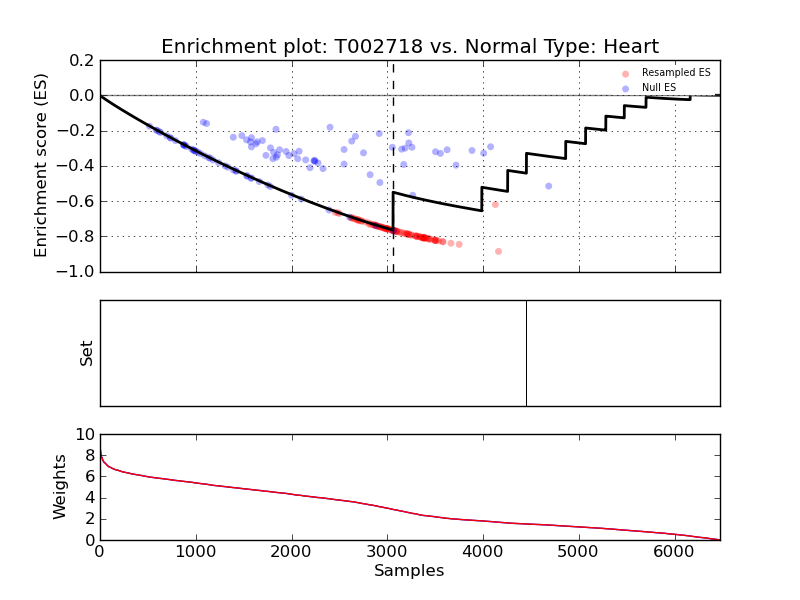 Enrichment plot: T002718 vs. Normal Type: Heart
Enrichment score (ES)
0.2
0.0
−0.2
−0.4
−0.6
−0.8
−1.0
Resampled ES
Null ES
Set
Weights
10
8
6
4
2
0
0 1000 2000 3000 4000 5000 6000
Samples